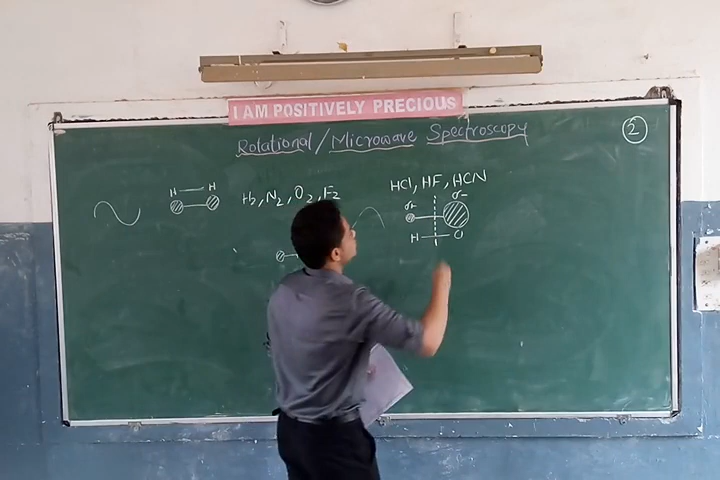 I AM POSITIVELY PRECIOUS
Rotational/Microwave Spectroscopy
2
H — H
H2, N2, O2, F2
HCl, HF, HCN
δ+ δ-
H — Cl